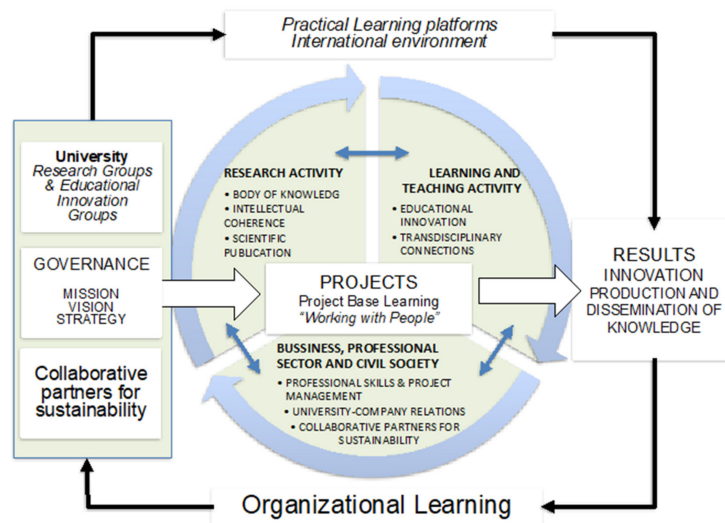 Practical Learning platforms
International environment
University
Research Groups
& Educational
Innovation
Groups
GOVERNANCE
MISSION
VISION
STRATEGY
Collaborative
partners for
sustainability
RESEARCH ACTIVITY
• BODY OF KNOWLEDG
• INTELLECTUAL
COHERENCE
• SCIENTIFIC
PUBLICATION
LEARNING AND
TEACHING ACTIVITY
• EDUCATIONAL
INNOVATION
• TRANSDISCIPLINARY
CONNECTIONS
PROJECTS
Project Base Learning
“Working with People”
BUSSINESS, PROFESSIONAL
SECTOR AND CIVIL SOCIETY
• PROFESSIONAL SKILLS & PROJECT
MANAGEMENT
• UNIVERSITY-COMPANY RELATIONS
• COLLABORATIVE PARTNERS FOR
SUSTAINABILITY
RESULTS
INNOVATION
PRODUCTION AND
DISSEMINATION OF
KNOWLEDGE
Organizational Learning